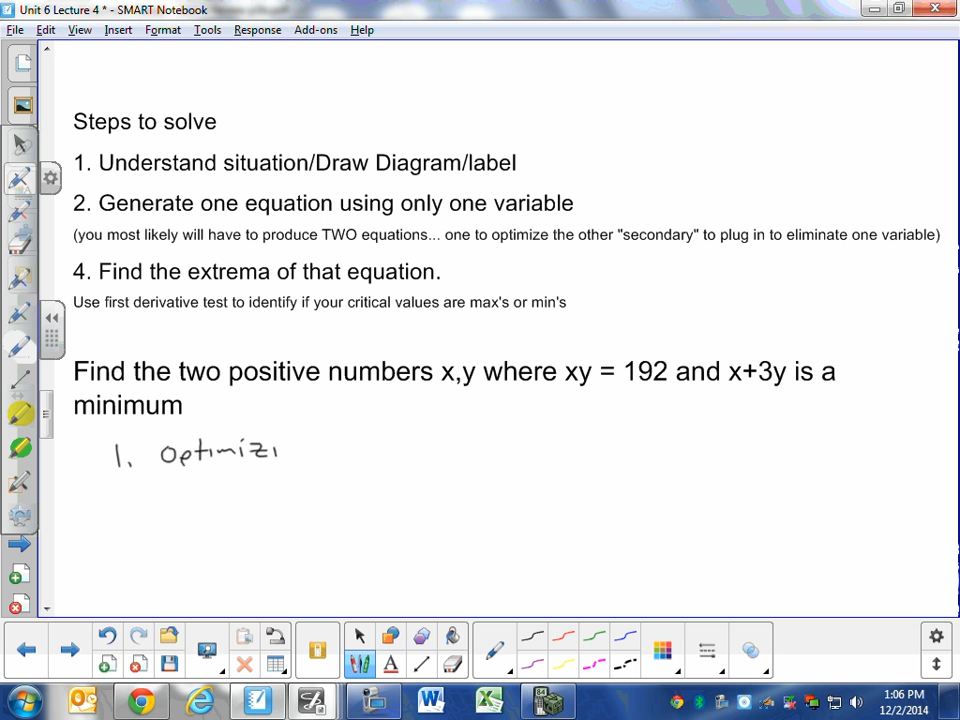 Unit 6 Lecture 4 * - SMART Notebook
File Edit View Insert Format Tools Response Add-ons Help
Steps to solve
1. Understand situation/Draw Diagram/label
2. Generate one equation using only one variable
(you most likely will have to produce TWO equations... one to optimize the other "secondary" to plug in to eliminate one variable)
4. Find the extrema of that equation.
Use first derivative test to identify if your critical values are max's or min's
Find the two positive numbers x,y where xy = 192 and x+3y is a
minimum
1. Optimizi
1:06 PM
12/2/2014